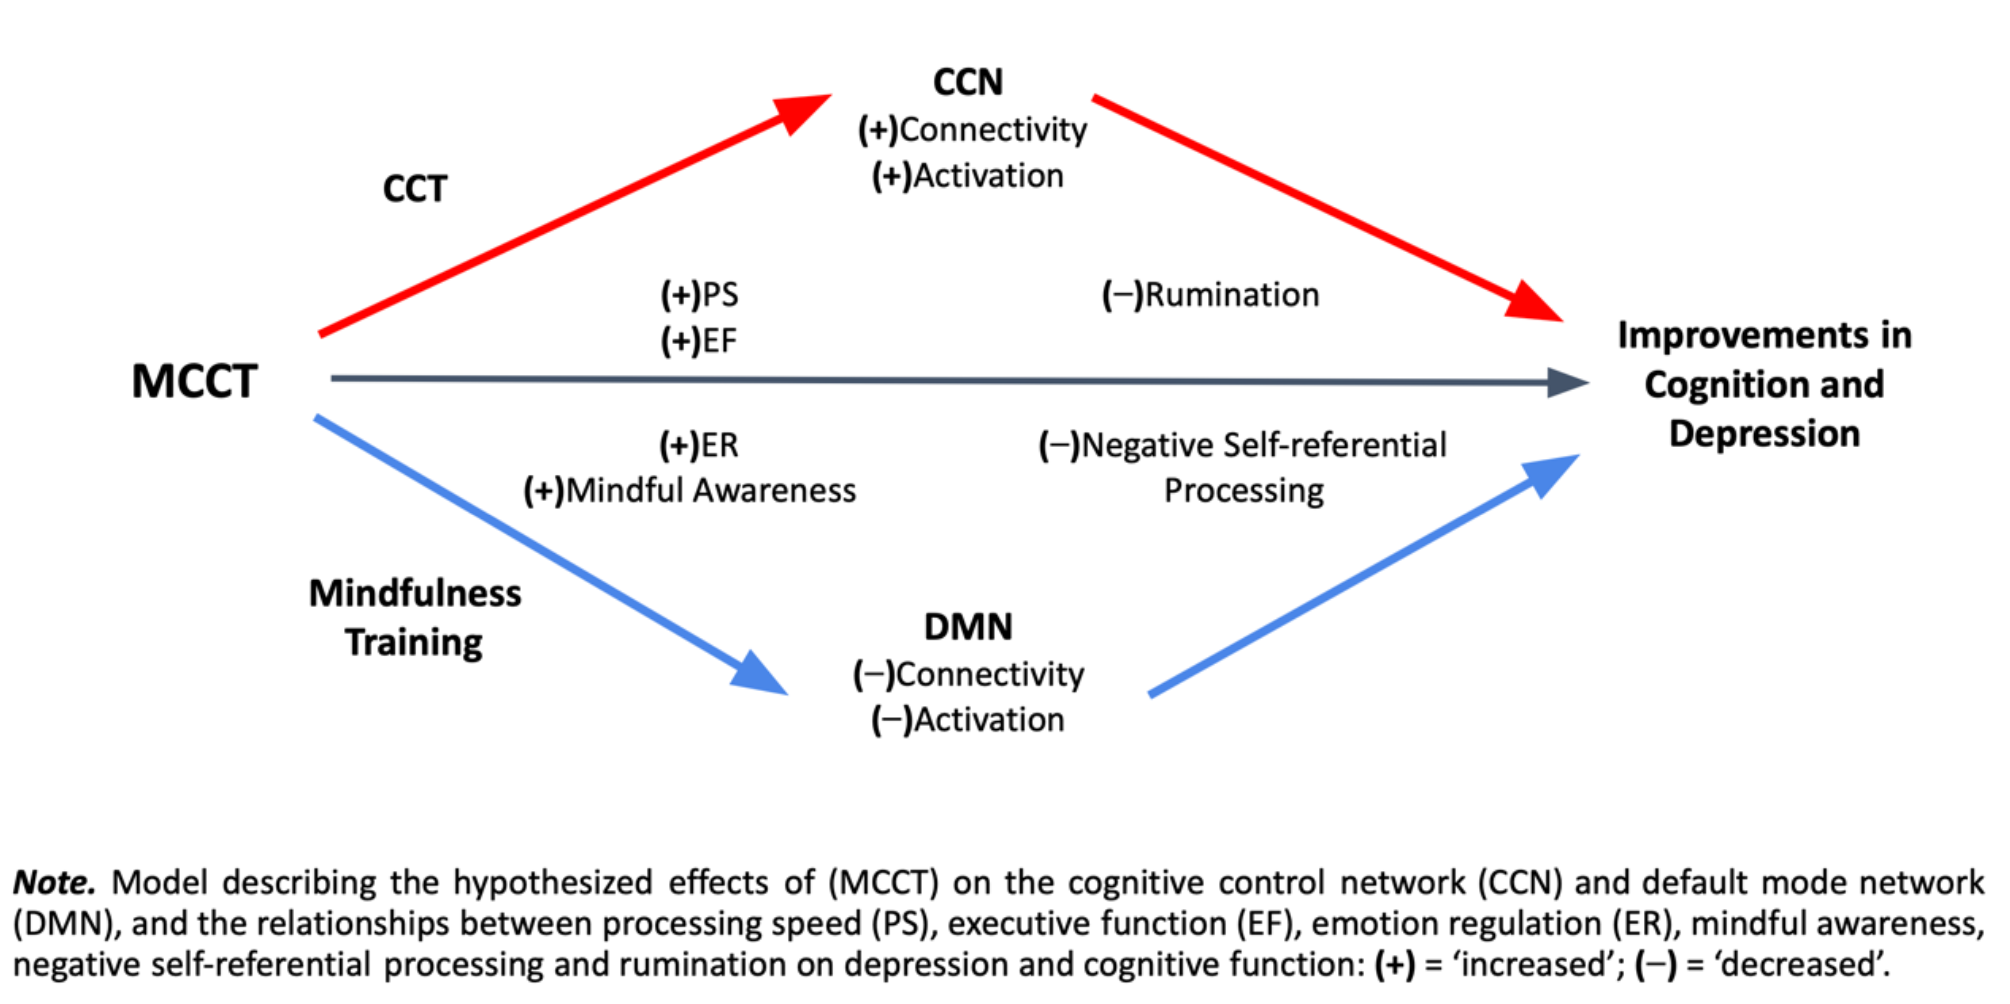 CCN
(+)Connectivity
(+)Activation
CCT
(+)PS
(+)EF
(–)Rumination
MCCT
Improvements in
Cognition and
Depression
(+)ER
(+)Mindful Awareness
(–)Negative Self-referential
Processing
Mindfulness
Training
DMN
(–)Connectivity
(–)Activation
Note. Model describing the hypothesized effects of (MCCT) on the cognitive control network (CCN) and default mode network
(DMN), and the relationships between processing speed (PS), executive function (EF), emotion regulation (ER), mindful awareness,
negative self-referential processing and rumination on depression and cognitive function: (+) = ‘increased’; (–) = ‘decreased’.